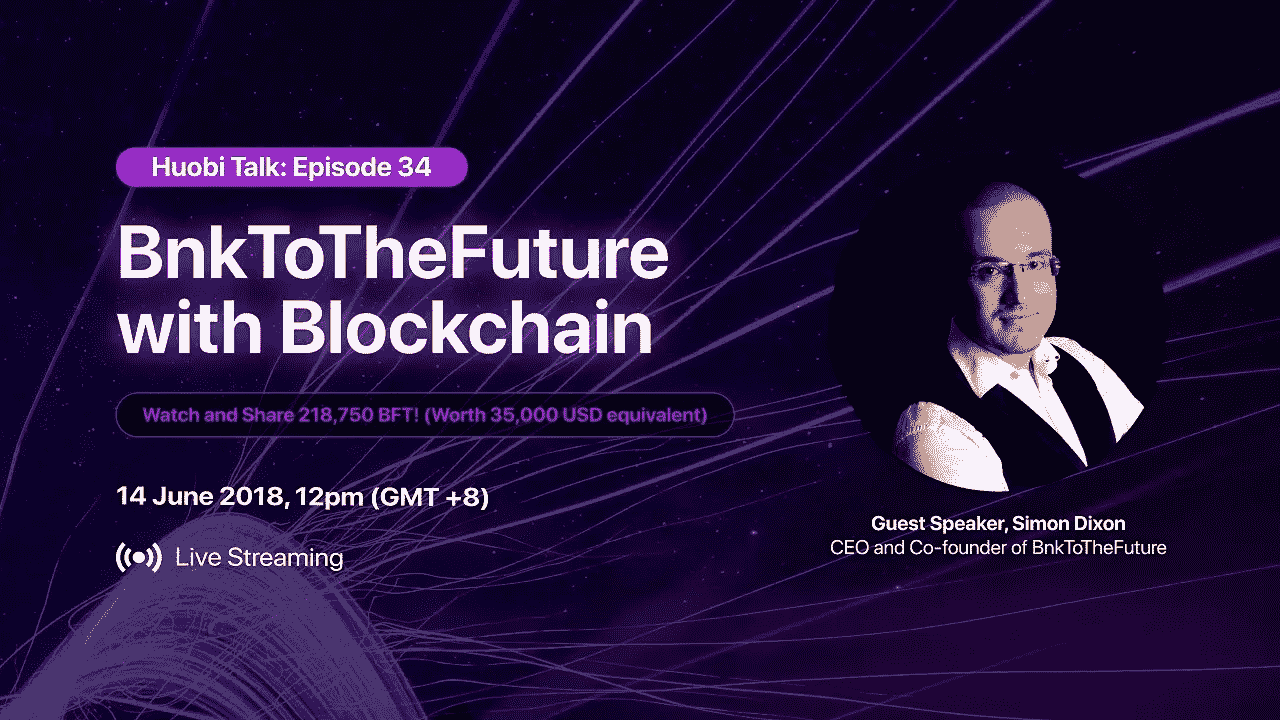 Huobi Talk: Episode 34
BnkToTheFuture
with Blockchain
Watch and Share 218,750 BFT! (Worth 35,000 USD equivalent)
14 June 2018, 12pm (GMT +8)
Live Streaming
Guest Speaker, Simon Dixon
CEO and Co-founder of BnkToTheFuture